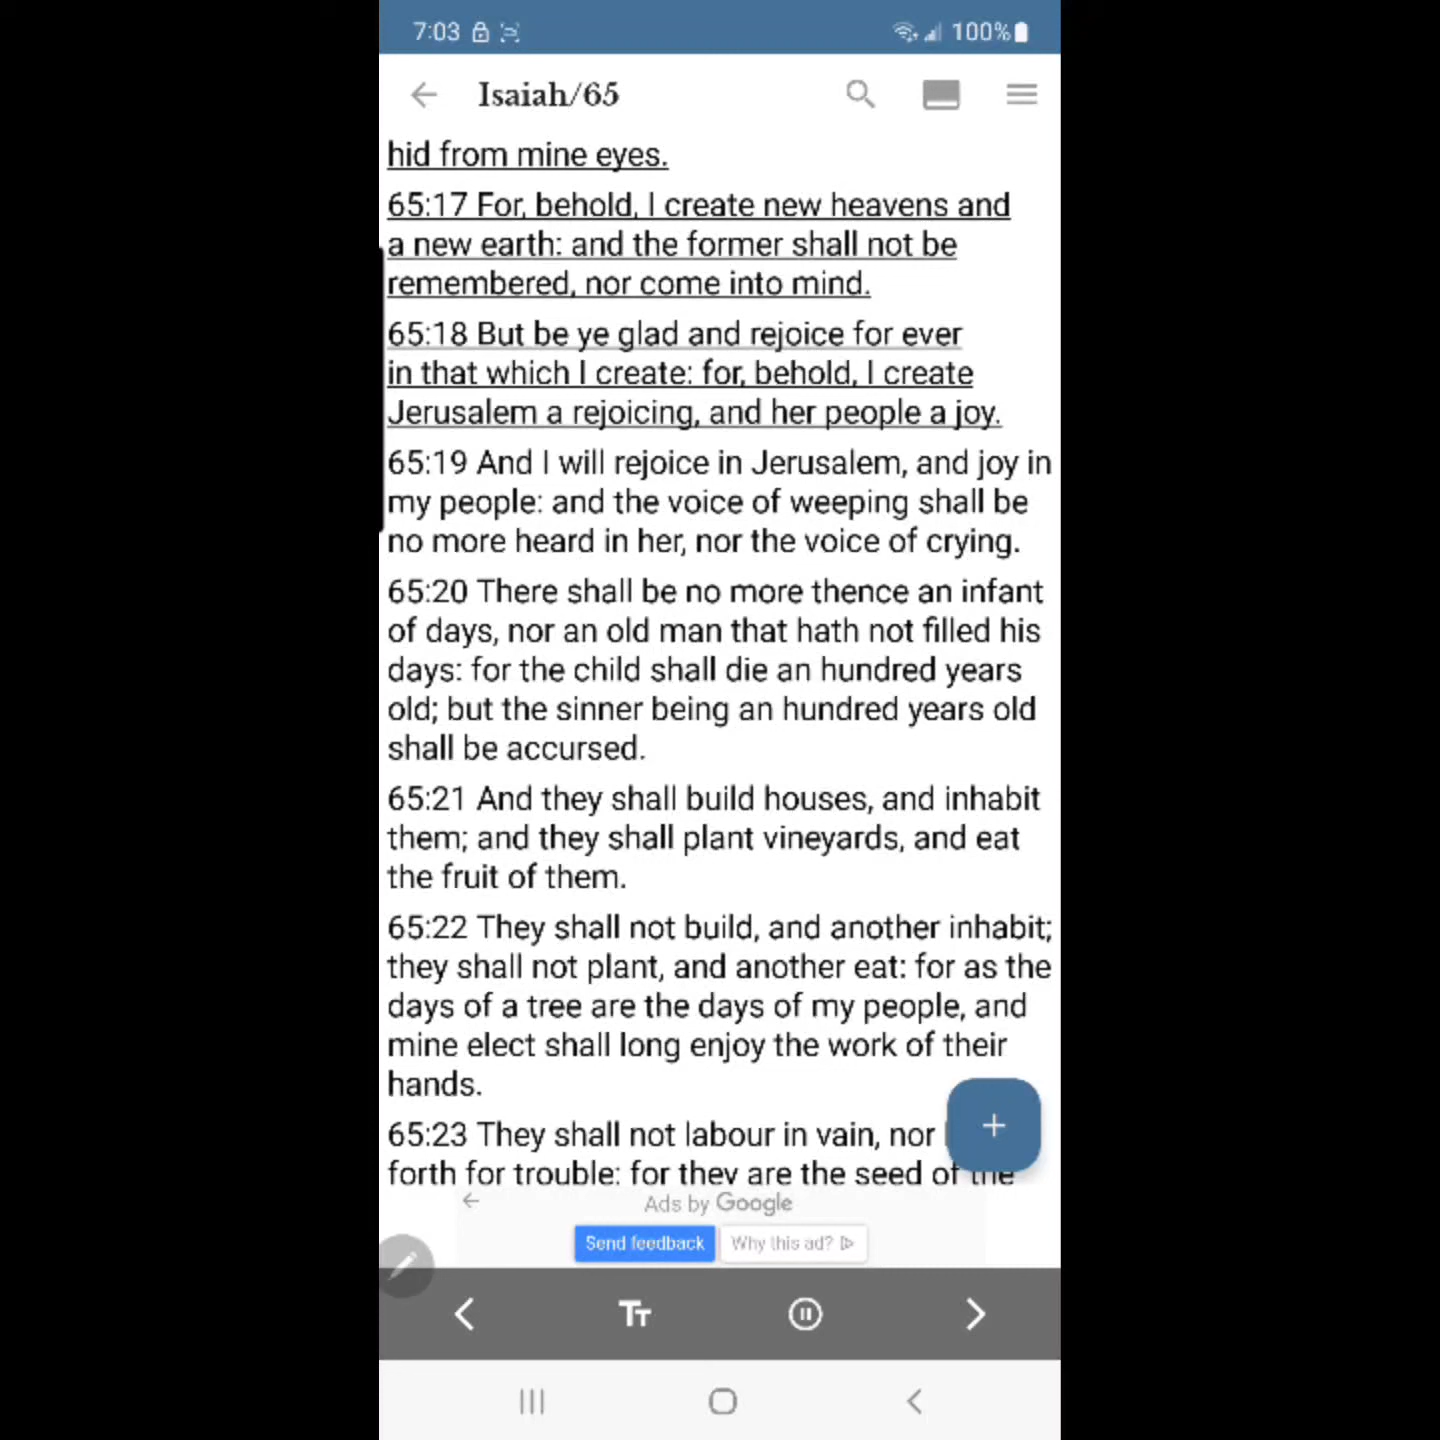 7:03 100%
Isaiah/65
hid from mine eyes.
65:17 For, behold, I create new heavens and
a new earth: and the former shall not be
remembered, nor come into mind.
65:18 But be ye glad and rejoice for ever
in that which I create: for, behold, I create
Jerusalem a rejoicing, and her people a joy.
65:19 And I will rejoice in Jerusalem, and joy in
my people: and the voice of weeping shall be
no more heard in her, nor the voice of crying.
65:20 There shall be no more thence an infant
of days, nor an old man that hath not filled his
days: for the child shall die an hundred years
old; but the sinner being an hundred years old
shall be accursed.
65:21 And they shall build houses, and inhabit
them; and they shall plant vineyards, and eat
the fruit of them.
65:22 They shall not build, and another inhabit;
they shall not plant, and another eat: for as the
days of a tree are the days of my people, and
mine elect shall long enjoy the work of their
hands.
65:23 They shall not labour in vain, nor
forth for trouble: for they are the seed of the
Ads by Google
Send feedback Why this ad?
TT